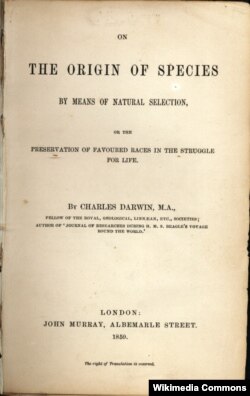 ON
THE ORIGIN OF SPECIES
BY MEANS OF NATURAL SELECTION,
OR THE
PRESERVATION OF FAVOURED RACES IN THE STRUGGLE
FOR LIFE.
BY CHARLES DARWIN, M.A.,
FELLOW OF THE ROYAL, GEOLOGICAL, LINNÆAN, ETC., SOCIETIES;
AUTHOR OF 'JOURNAL OF RESEARCHES DURING H. M. S. BEAGLE'S VOYAGE
ROUND THE WORLD.'
LONDON:
JOHN MURRAY, ALBEMARLE STREET.
1859.
The right of Translation is reserved.
Wikimedia Commons